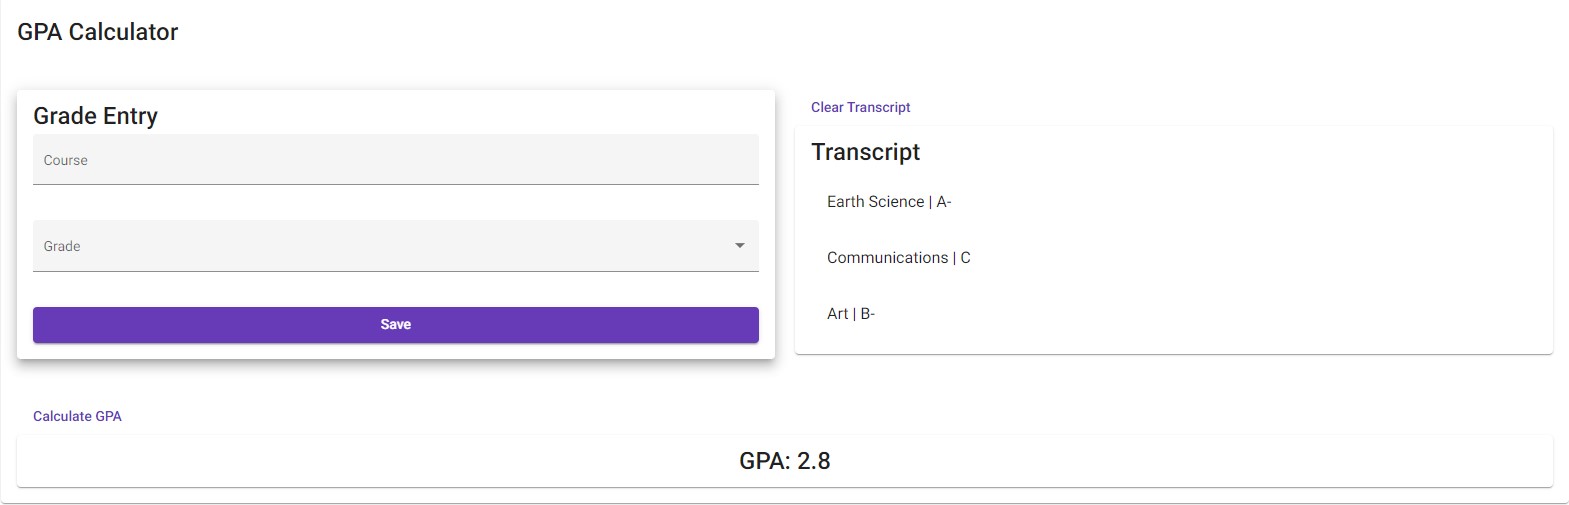 GPA Calculator
Grade Entry
Course
Grade
Save
Clear Transcript
Transcript
Earth Science | A-
Communications | C
Art | B-
Calculate GPA
GPA: 2.8